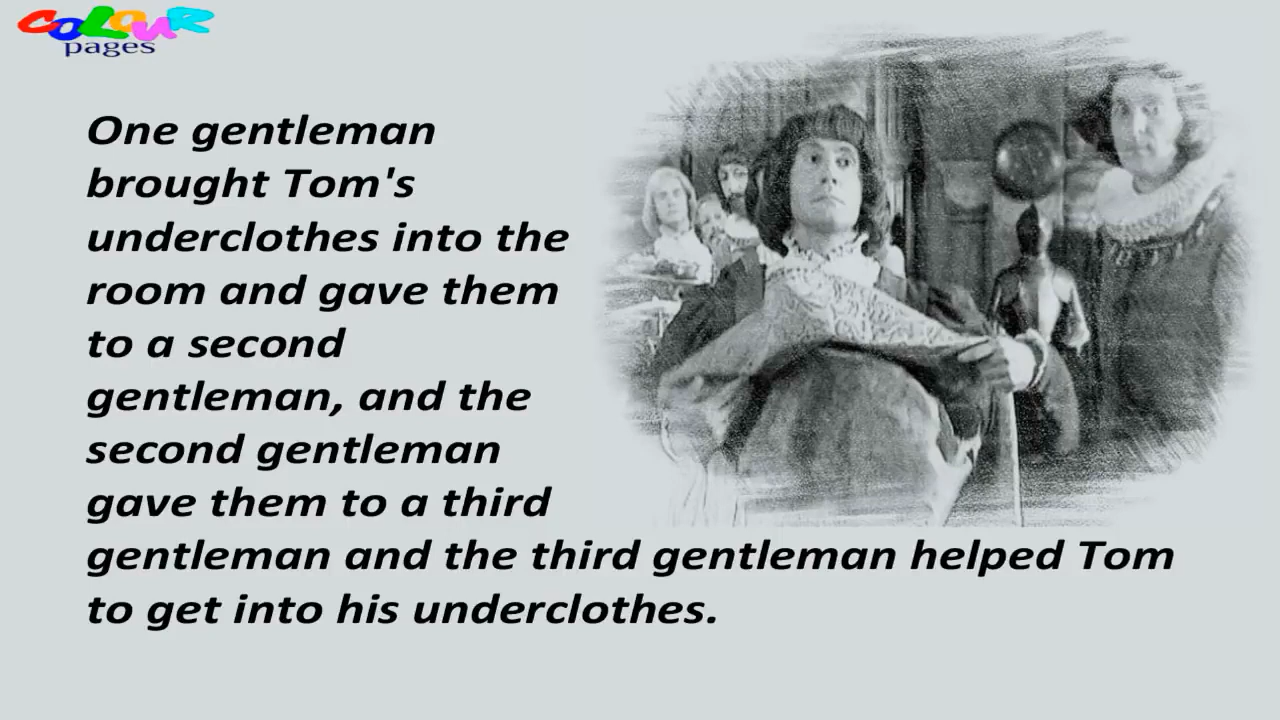 COLOUR
pages
One gentleman
brought Tom's
underclothes into the
room and gave them
to a second
gentleman, and the
second gentleman
gave them to a third
gentleman and the third gentleman helped Tom
to get into his underclothes.